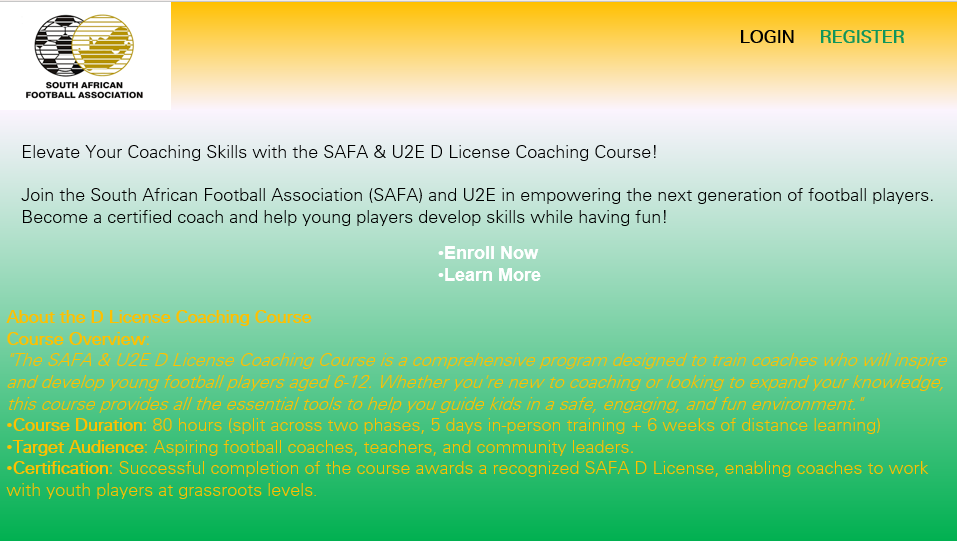 SOUTH AFRICAN
FOOTBALL ASSOCIATION
LOGIN REGISTER
Elevate Your Coaching Skills with the SAFA & U2E D License Coaching Course!
Join the South African Football Association (SAFA) and U2E in empowering the next generation of football players.
Become a certified coach and help young players develop skills while having fun!
•Enroll Now
•Learn More
About the D License Coaching Course
Course Overview:
"The SAFA & U2E D License Coaching Course is a comprehensive program designed to train coaches who will inspire
and develop young football players aged 6-12. Whether you're new to coaching or looking to expand your knowledge,
this course provides all the essential tools to help you guide kids in a safe, engaging, and fun environment."
•Course Duration: 80 hours (split across two phases, 5 days in-person training + 6 weeks of distance learning)
•Target Audience: Aspiring football coaches, teachers, and community leaders.
•Certification: Successful completion of the course awards a recognized SAFA D License, enabling coaches to work
with youth players at grassroots levels.